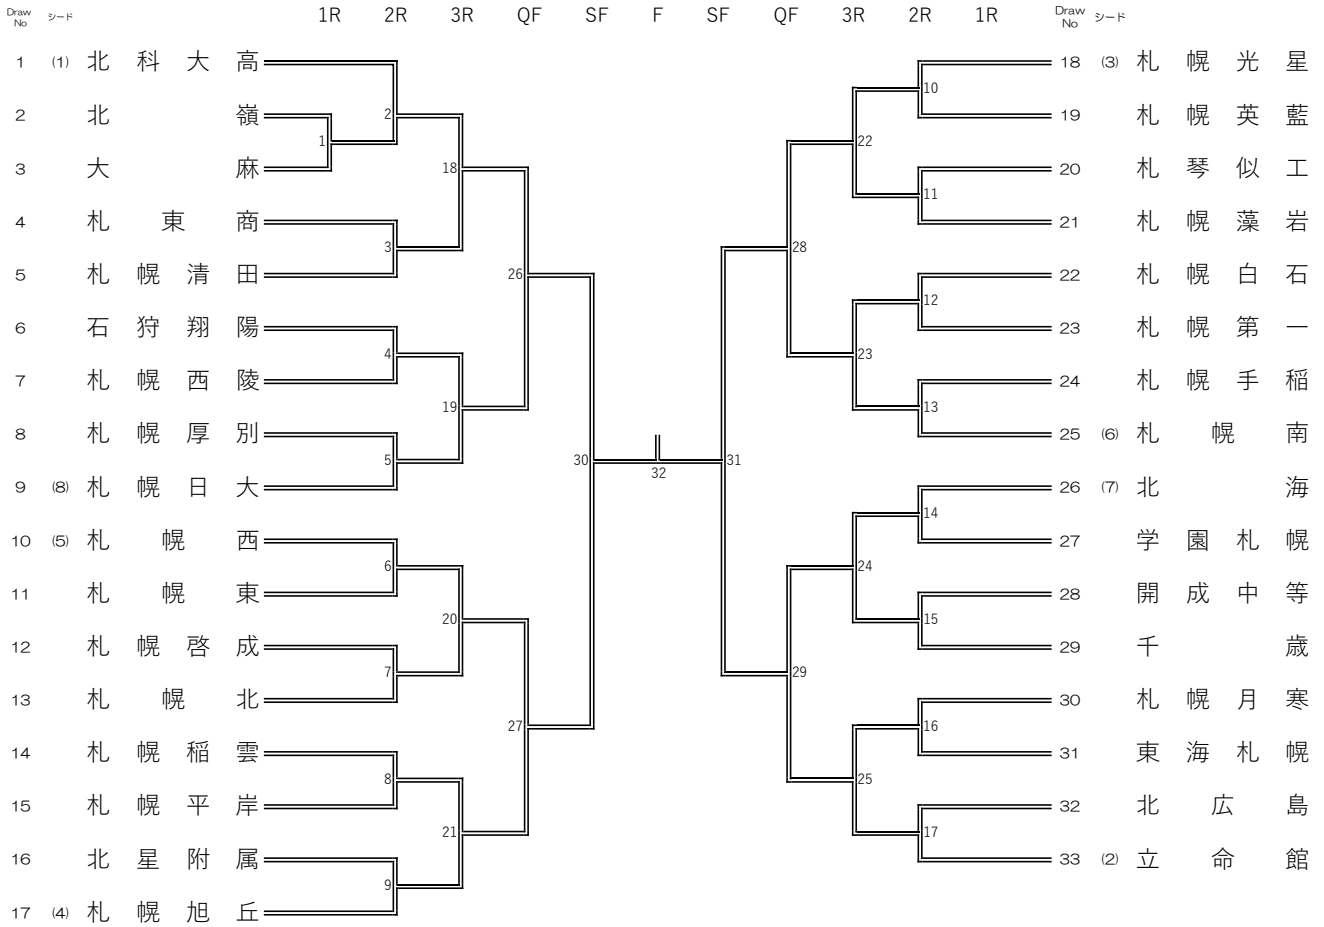 Draw No シード 1R 2R 3R QF SF F SF QF 3R 2R 1R Draw No シード
1 (1) 北科大高 18 (3) 札幌光星
10
2 北嶺 2 19 札幌英藍
1 22
3 大麻 18 20 札琴似工
11
4 札東商 21 札幌藻岩
3 28
5 札幌清田 26 22 札幌白石
12
6 石狩翔陽 23 札幌第一
4 23
7 札幌西陵 24 札幌手稲
19 13
8 札幌厚別 25 (6) 札幌南
5 30 32 31
9 (8) 札幌日大 26 (7) 北海
14
10 (5) 札幌西 27 学園札幌
6 24
11 札幌東 28 開成中等
20 15
12 札幌啓成 29 千歳
7 29
13 札幌北 30 札幌月寒
27 16
14 札幌稲雲 31 東海札幌
8 25
15 札幌平岸 32 北広島
21 17
16 北星附属 33 (2) 立命館
9
17 (4) 札幌旭丘